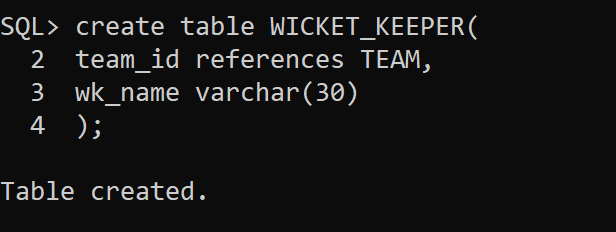 SQL> create table WICKET_KEEPER(
  2  team_id references TEAM,
  3  wk_name varchar(30)
  4  );
Table created.